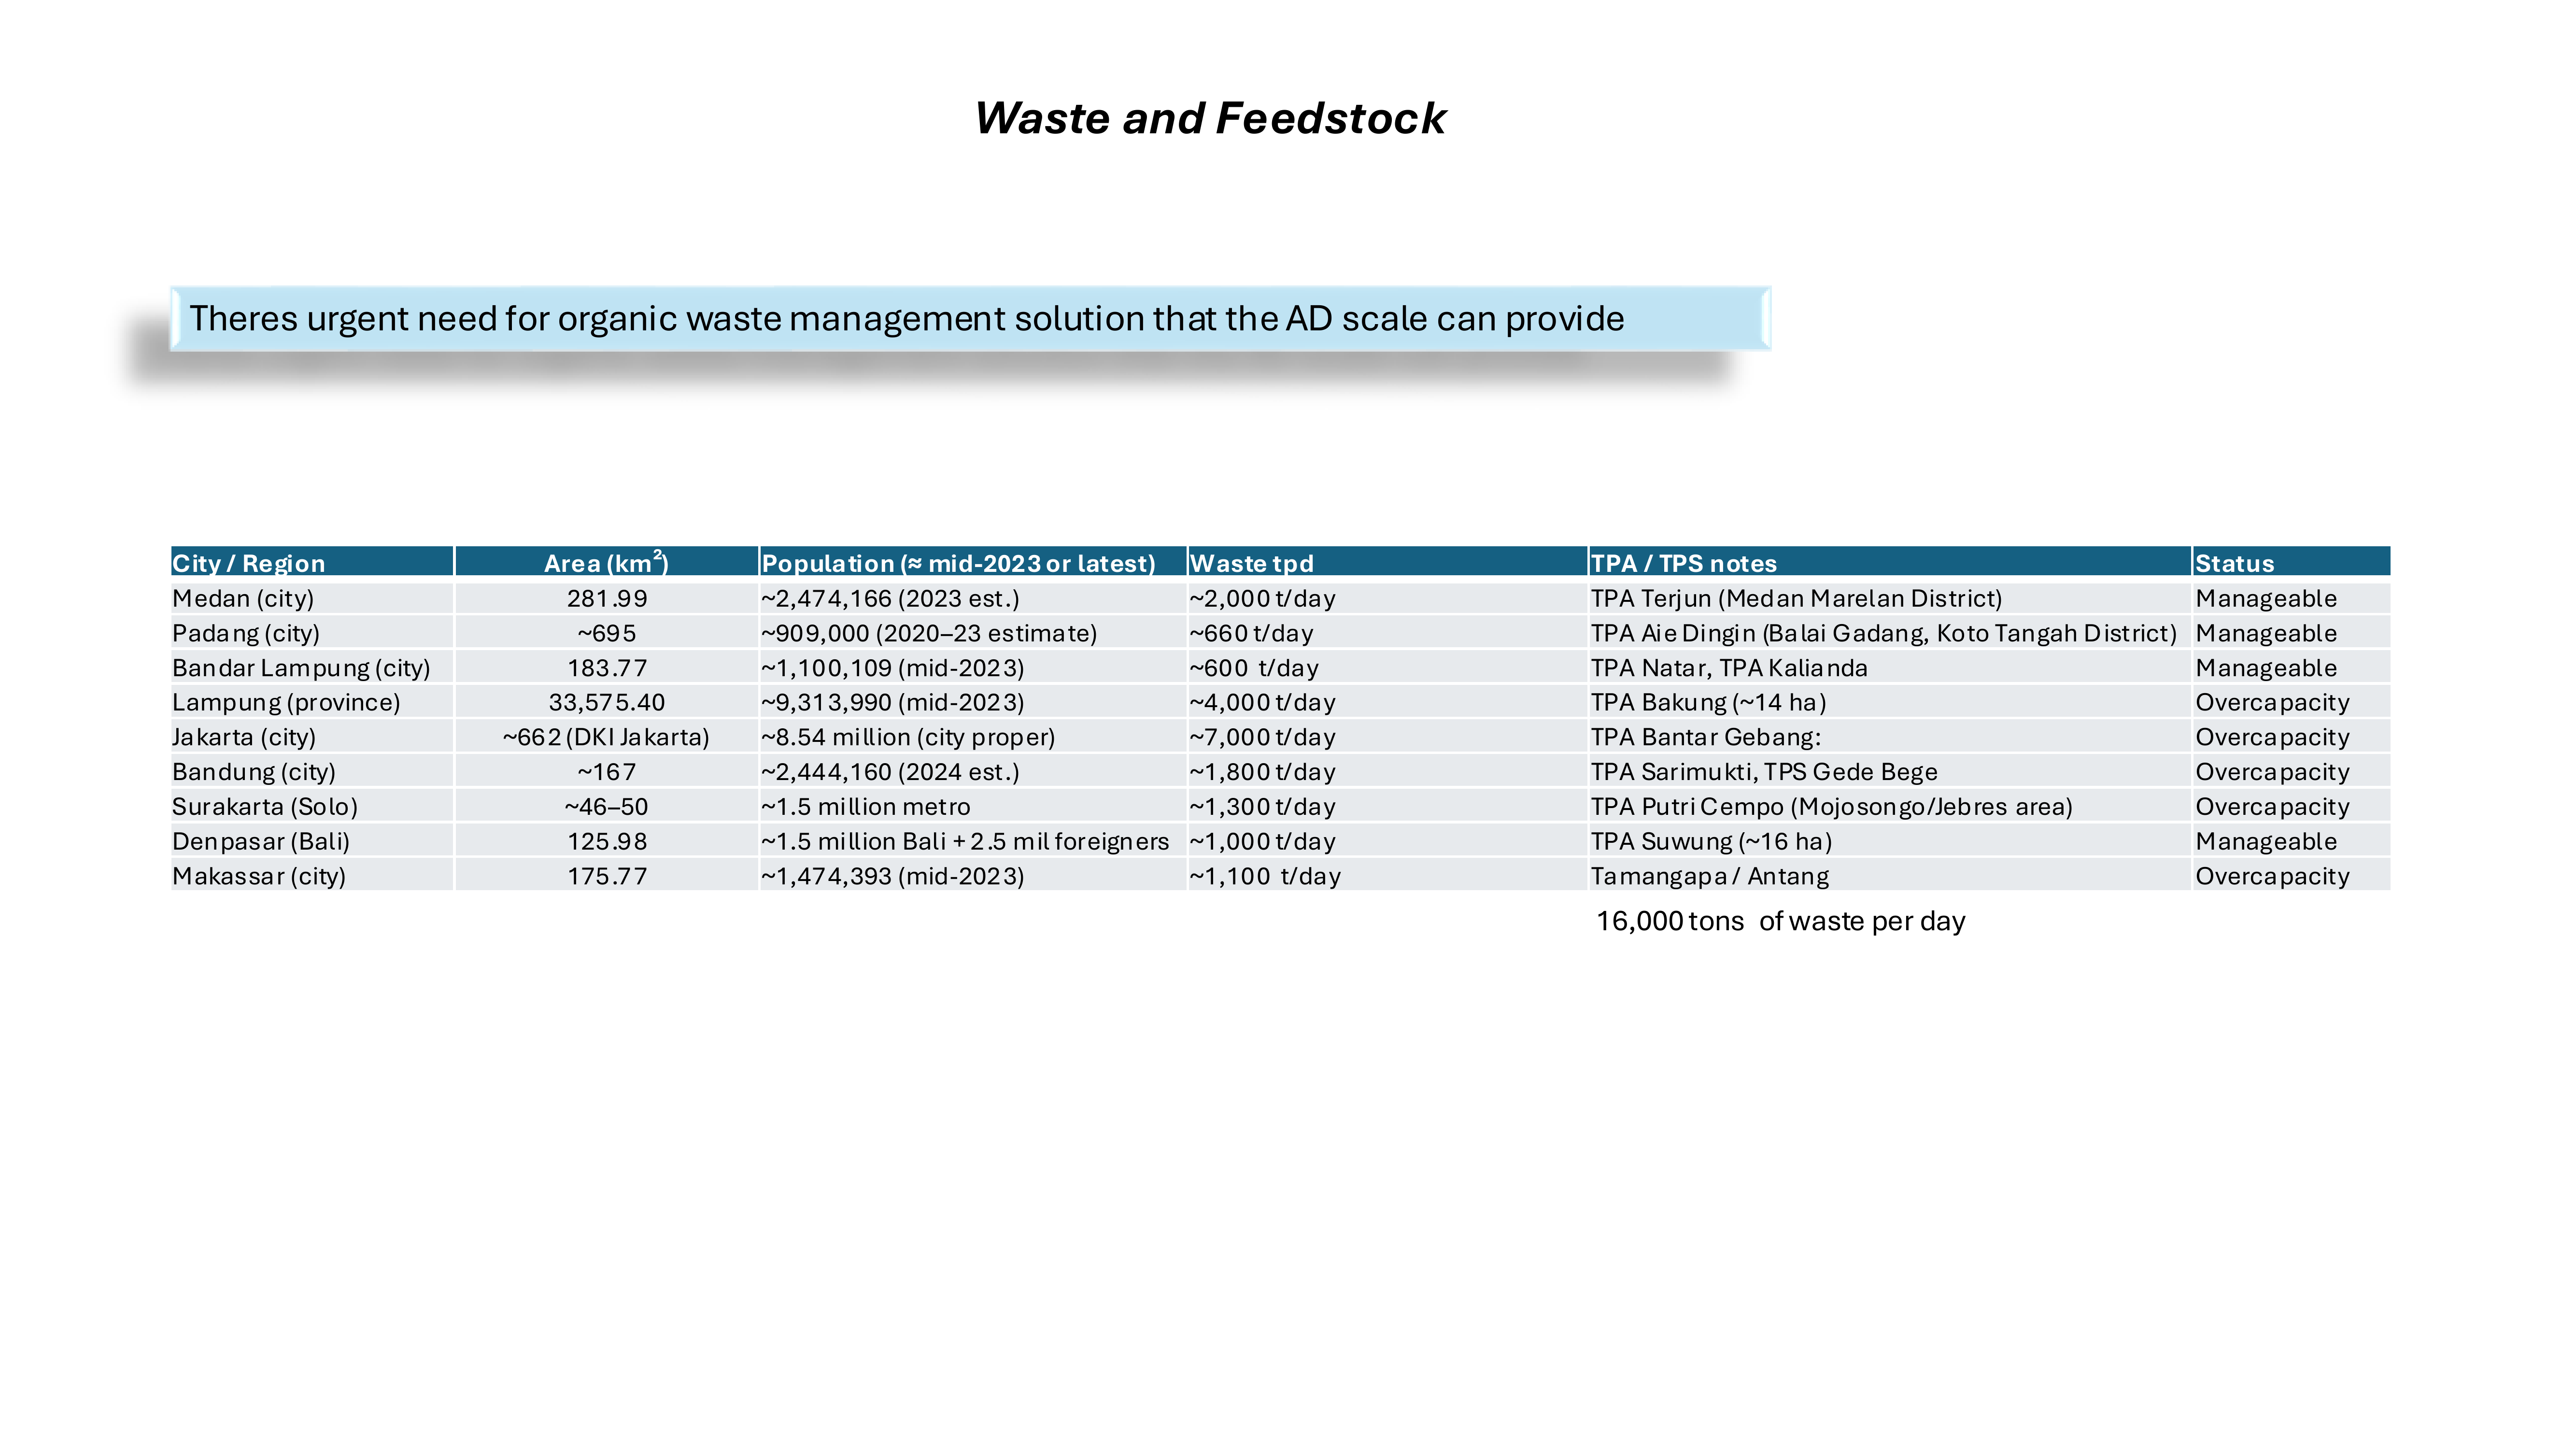 Waste and Feedstock
Theres urgent need for organic waste management solution that the AD scale can provide
City / Region Area (km²) Population (≈ mid-2023 or latest) Waste tpd TPA / TPS notes Status
Medan (city) 281.99 ~2,474,166 (2023 est.) ~2,000 t/day TPA Terjun (Medan Marelan District) Manageable
Padang (city) ~695 ~909,000 (2020–23 estimate) ~660 t/day TPA Aie Dingin (Balai Gadang, Koto Tangah District) Manageable
Bandar Lampung (city) 183.77 ~1,100,109 (mid-2023) ~600 t/day TPA Natar, TPA Kalianda Manageable
Lampung (province) 33,575.40 ~9,313,990 (mid-2023) ~4,000 t/day TPA Bakung (~14 ha) Overcapacity
Jakarta (city) ~662 (DKI Jakarta) ~8.54 million (city proper) ~7,000 t/day TPA Bantar Gebang: Overcapacity
Bandung (city) ~167 ~2,444,160 (2024 est.) ~1,800 t/day TPA Sarimukti, TPS Gede Bege Overcapacity
Surakarta (Solo) ~46–50 ~1.5 million metro ~1,300 t/day TPA Putri Cempo (Mojosongo/Jebres area) Overcapacity
Denpasar (Bali) 125.98 ~1.5 million Bali + 2.5 mil foreigners ~1,000 t/day TPA Suwung (~16 ha) Manageable
Makassar (city) 175.77 ~1,474,393 (mid-2023) ~1,100 t/day Tamangapa / Antang Overcapacity
16,000 tons of waste per day